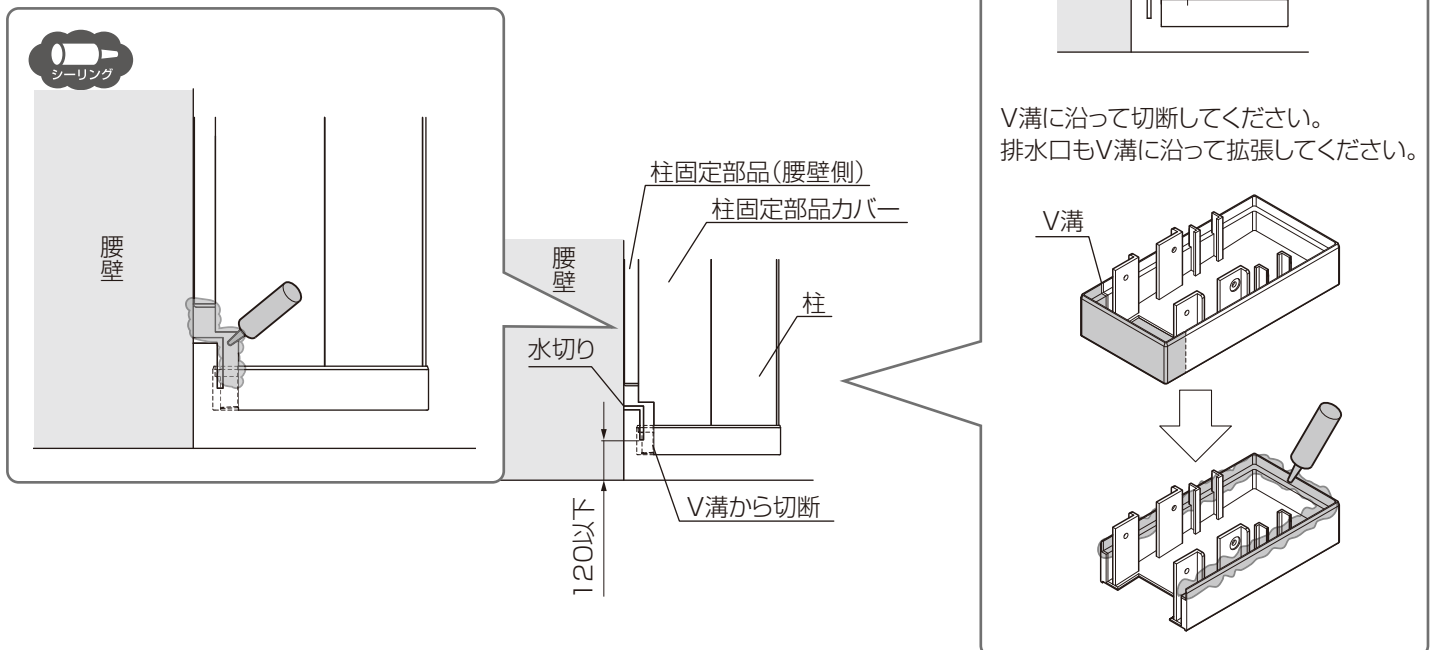 シーリング
腰壁
柱固定部品（腰壁側）
柱固定部品カバー
腰壁
柱
水切り
V溝から切断
120以下
V溝に沿って切断してください。
排水口もV溝に沿って拡張してください。
V溝